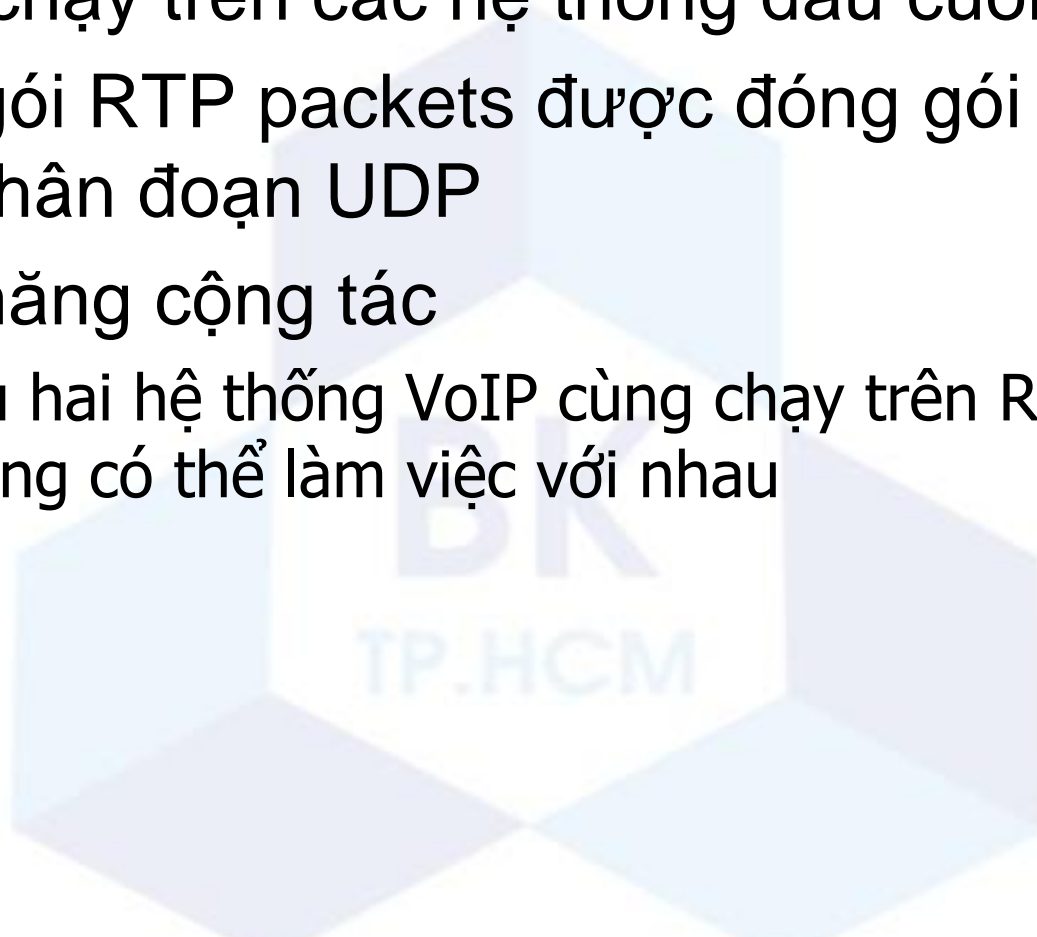 chạy trên các hệ thống đầu cuối
gói RTP packets được đóng gói
hân đoạn UDP
năng cộng tác
u hai hệ thống VoIP cùng chạy trên R
ng có thể làm việc với nhau
BK
TP.HCM